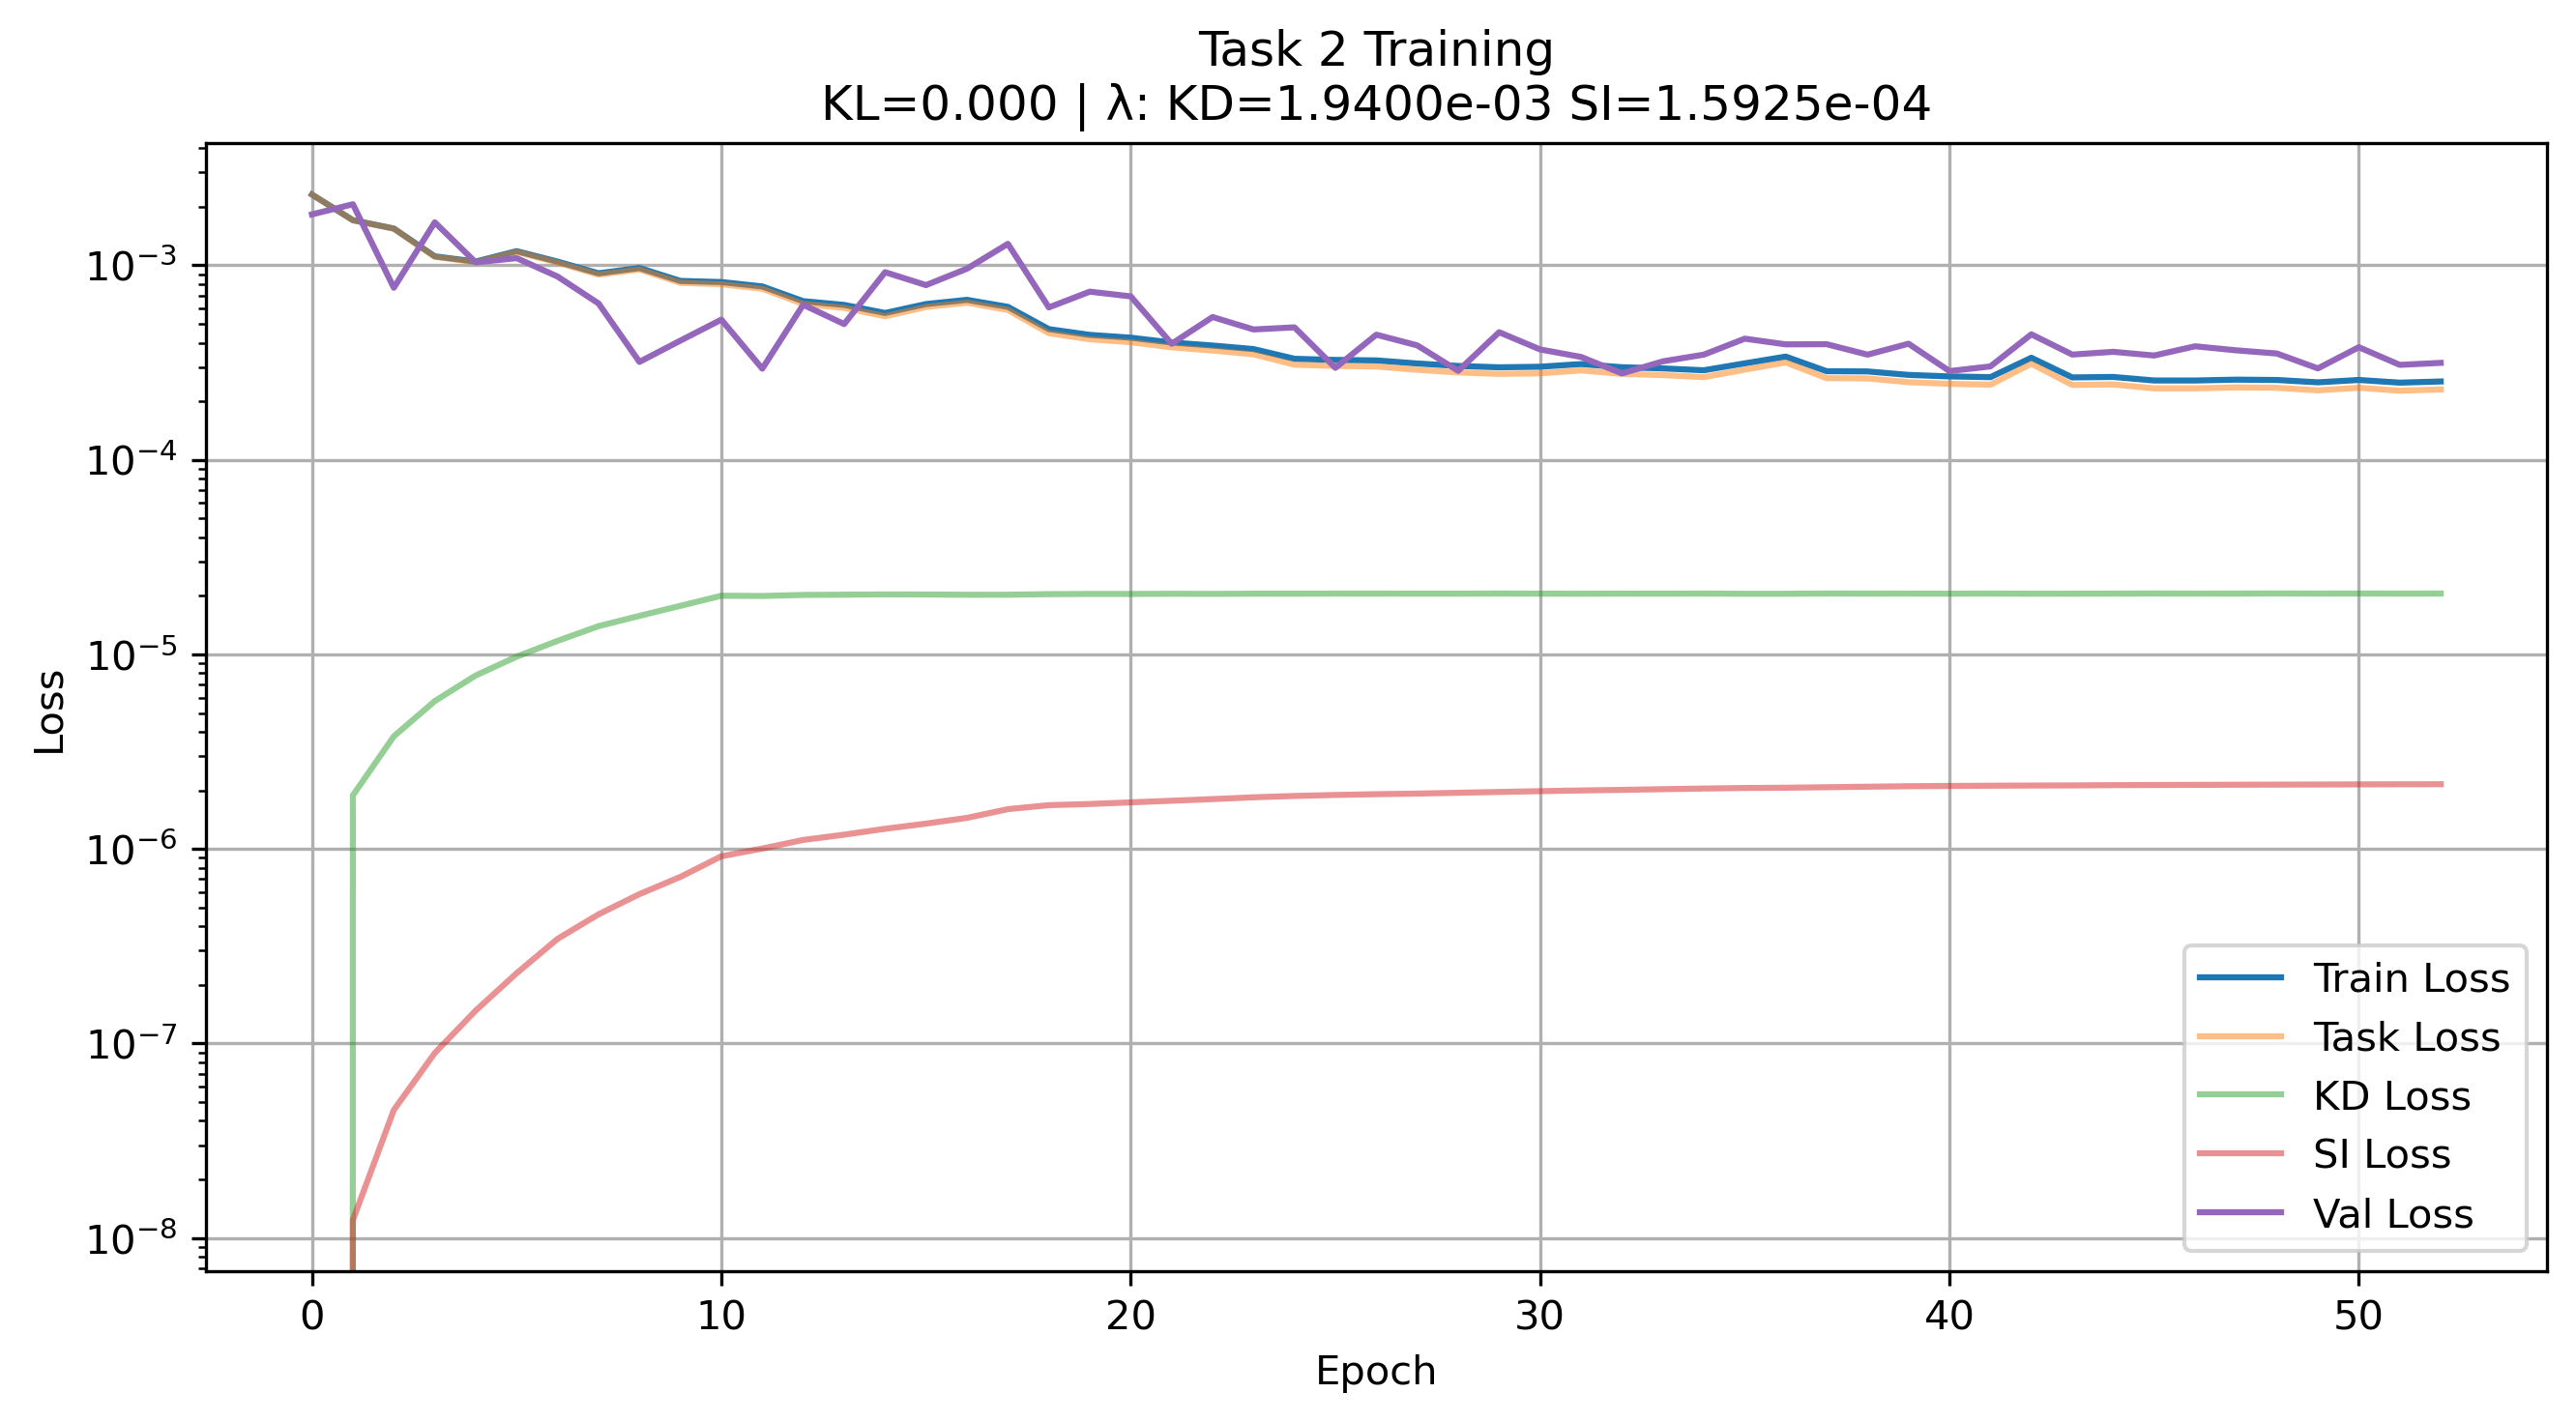 Task 2 Training
KL=0.000 | λ: KD=1.9400e-03 SI=1.5925e-04
Loss
10⁻³
10⁻⁴
10⁻⁵
10⁻⁶
10⁻⁷
10⁻⁸
Train Loss
Task Loss
KD Loss
SI Loss
Val Loss
0 10 20 30 40 50
Epoch